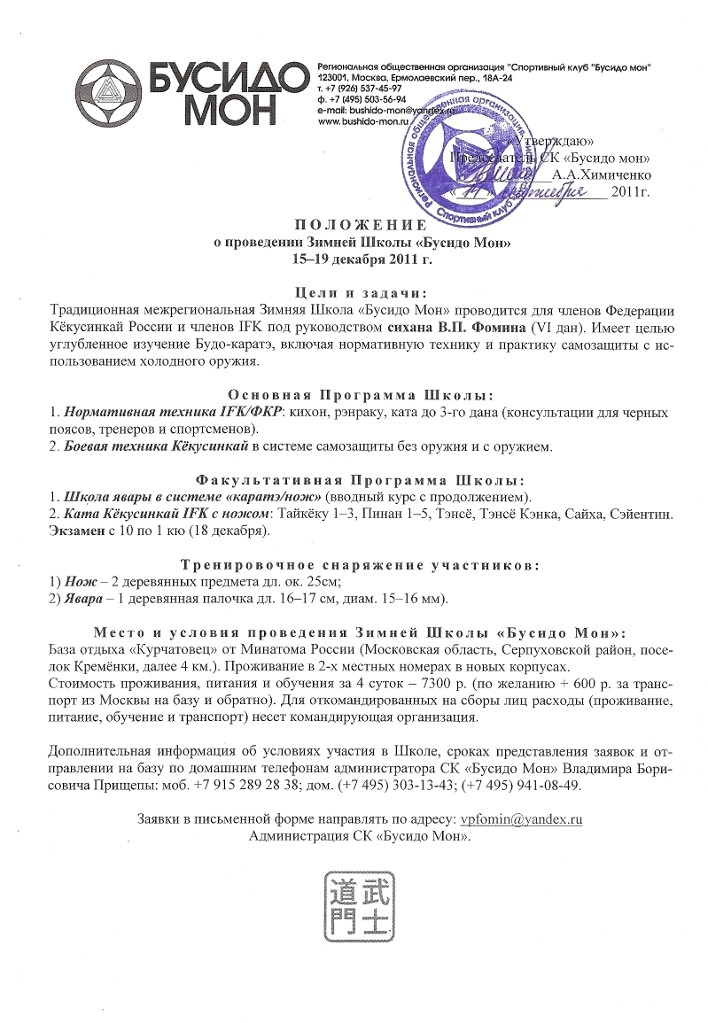 БУСИДО
МОН
Региональная общественная организация "Спортивный клуб "Бусидо мон"
123001, Москва, Ермолаевский пер., 18А-24
т. +7 (926) 537-45-97
ф. +7 (495) 503-56-94
e-mail: bushido-mon@yandex.ru
www.bushido-mon.ru
Региональная общественная организация
Спортивный клуб
«Утверждаю»
Председатель СК «Бусидо мон»
А.А.Химиченко
« » сентября 2011г.
ПОЛОЖЕНИЕ
о проведении Зимней Школы «Бусидо Мон»
15–19 декабря 2011 г.
Цели и задачи:
Традиционная межрегиональная Зимняя Школа «Бусидо Мон» проводится для членов Федерации
Кёкусинкай России и членов IFK под руководством сихана В.П. Фомина (VI дан). Имеет целью
углубленное изучение Будо-каратэ, включая нормативную технику и практику самозащиты с ис-
пользованием холодного оружия.
Основная Программа Школы:
1. Нормативная техника IFK/ФКР: кихон, рэнраку, ката до 3-го дана (консультации для черных
поясов, тренеров и спортсменов).
2. Боевая техника Кёкусинкай в системе самозащиты без оружия и с оружием.
Факультативная Программа Школы:
1. Школа явары в системе «каратэ/нож» (вводный курс с продолжением).
2. Ката Кёкусинкай IFK с ножом: Тайкёку 1–3, Пинан 1–5, Тэнсё, Тэнсё Кэнка, Сайха, Сэйентин.
Экзамен с 10 по 1 кю (18 декабря).
Тренировочное снаряжение участников:
1) Нож – 2 деревянных предмета дл. ок. 25см;
2) Явара – 1 деревянная палочка дл. 16–17 см, диам. 15–16 мм).
Место и условия проведения Зимней Школы «Бусидо Мон»:
База отдыха «Курчатовец» от Минатома России (Московская область, Серпуховской район, посе-
лок Кремёнки, далее 4 км.). Проживание в 2-х местных номерах в новых корпусах.
Стоимость проживания, питания и обучения за 4 суток – 7300 р. (по желанию + 600 р. за транс-
порт из Москвы на базу и обратно). Для откомандированных на сборы лиц расходы (проживание,
питание, обучение и транспорт) несет командирующая организация.
Дополнительная информация об условиях участия в Школе, сроках представления заявок и от-
правлении на базу по домашним телефонам администратора СК «Бусидо Мон» Владимира Бори-
совича Прищепы: моб. +7 915 289 28 38; дом. (+7 495) 303-13-43; (+7 495) 941-08-49.
Заявки в письменной форме направлять по адресу: vpfomin@yandex.ru
Администрация СК «Бусидо Мон».
道武
門士